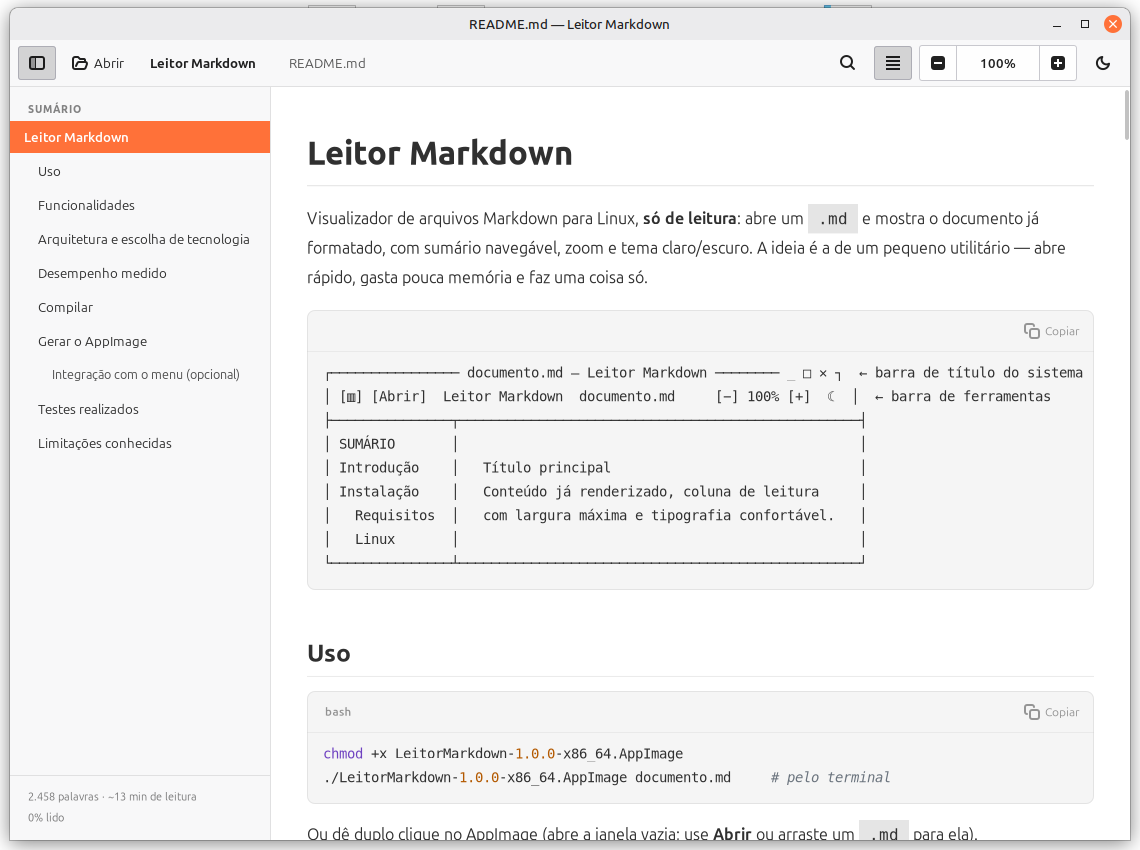 README.md — Leitor Markdown
Abrir Leitor Markdown README.md 100%
SUMÁRIO
Leitor Markdown
Uso
Funcionalidades
Arquitetura e escolha de tecnologia
Desempenho medido
Compilar
Gerar o AppImage
Integração com o menu (opcional)
Testes realizados
Limitações conhecidas
2.458 palavras · ~13 min de leitura
0% lido
Leitor Markdown
Visualizador de arquivos Markdown para Linux, só de leitura: abre um .md e mostra o documento já
formatado, com sumário navegável, zoom e tema claro/escuro. A ideia é a de um pequeno utilitário — abre
rápido, gasta pouca memória e faz uma coisa só.
Copiar
┌──────────────── documento.md — Leitor Markdown ──────── _ □ × ┐  ← barra de título do sistema
│ [▥] [Abrir]  Leitor Markdown  documento.md     [−] 100% [+]  ☾  │  ← barra de ferramentas
├───────────────┬──────────────────────────────────────────────────┤
│ SUMÁRIO       │                                                  │
│ Introdução    │   Título principal                               │
│ Instalação    │   Conteúdo já renderizado, coluna de leitura     │
│   Requisitos  │   com largura máxima e tipografia confortável.   │
│   Linux       │                                                  │
└───────────────┴──────────────────────────────────────────────────┘
Uso
bash Copiar
chmod +x LeitorMarkdown-1.0.0-x86_64.AppImage
./LeitorMarkdown-1.0.0-x86_64.AppImage documento.md     # pelo terminal
Ou dê duplo clique no AppImage (abre a janela vazia; use Abrir ou arraste um .md para ela).